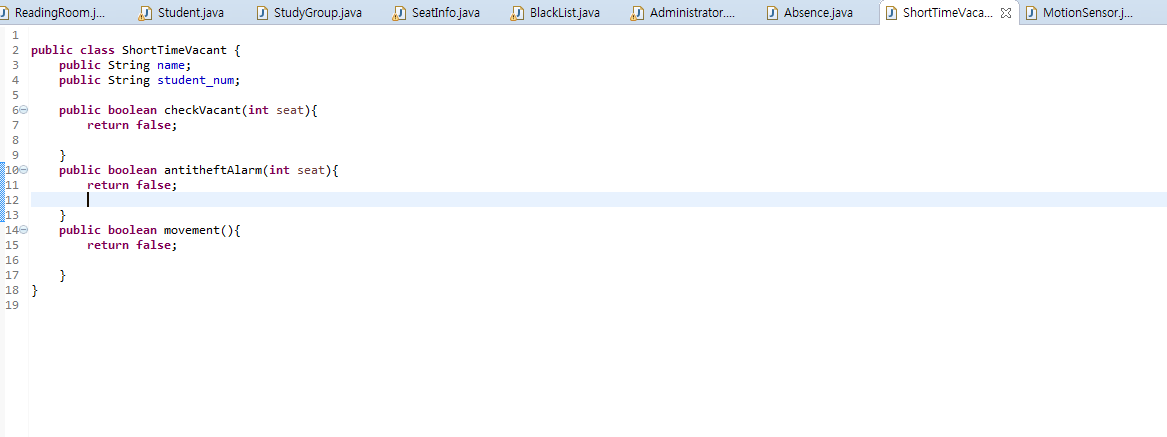 ReadingRoom.j...
Student.java
StudyGroup.java
SeatInfo.java
BlackList.java
Administrator....
Absence.java
ShortTimeVaca...
MotionSensor.j...
1
2 public class ShortTimeVacant {
3 public String name;
4 public String student_num;
5
6 public boolean checkVacant(int seat){
7 return false;
8
9 }
10 public boolean antitheftAlarm(int seat){
11 return false;
12
13 }
14 public boolean movement(){
15 return false;
16
17 }
18 }
19